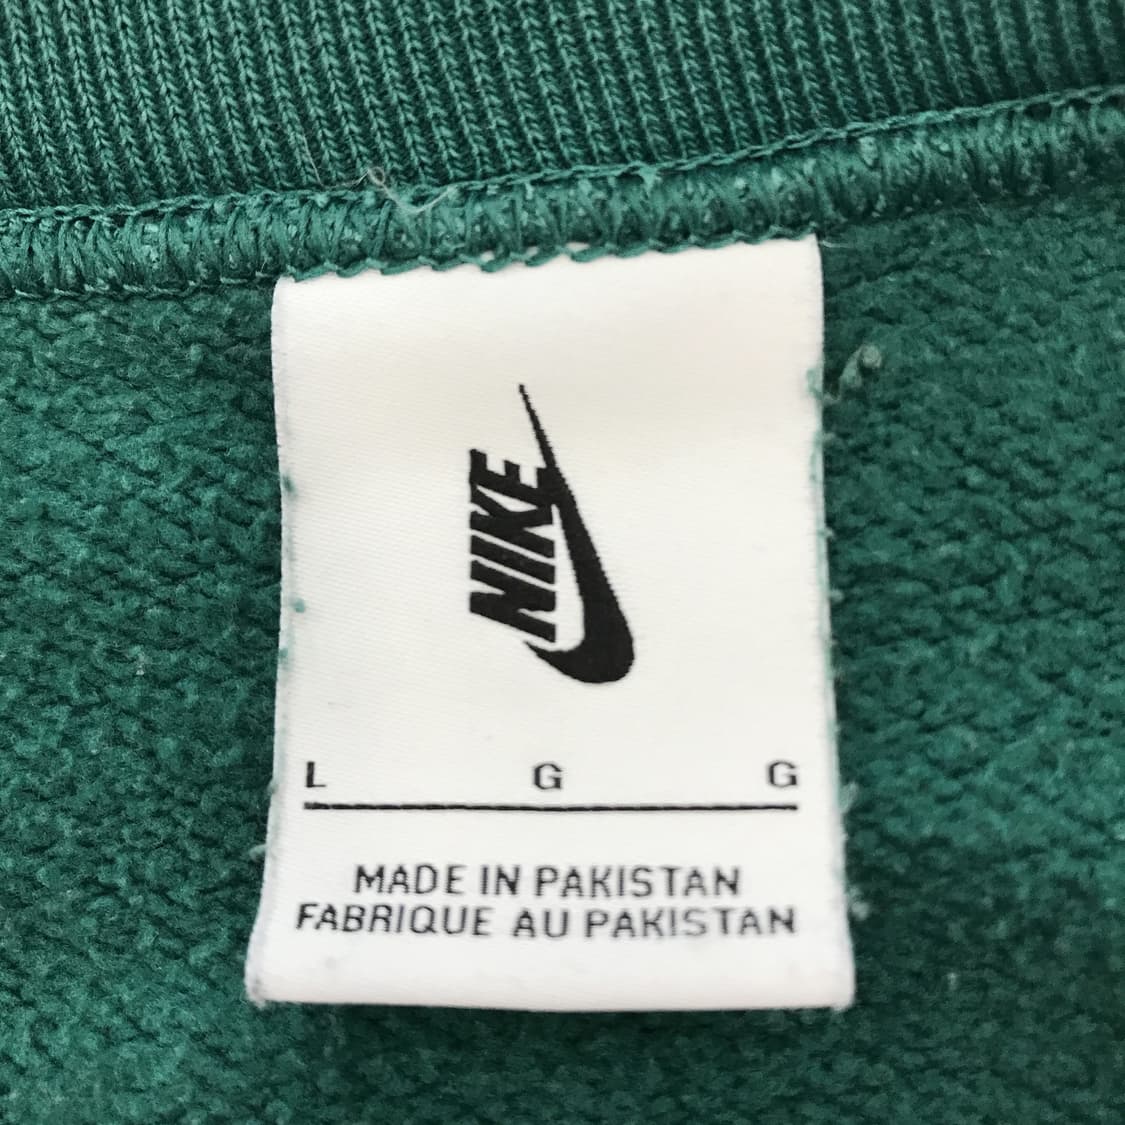 NIKE
L G G
MADE IN PAKISTAN
FABRIQUE AU PAKISTAN